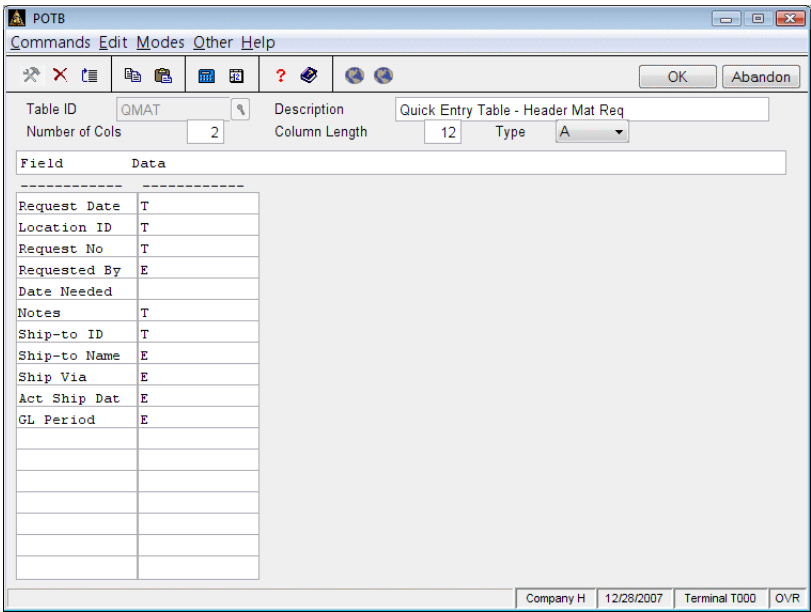 POTB
Commands Edit Modes Other Help
? OK Abandon
Table ID QMAT Description Quick Entry Table - Header Mat Req
Number of Cols 2 Column Length 12 Type A
Field Data
------------ ------------
Request Date T
Location ID T
Request No T
Requested By E
Date Needed
Notes T
Ship-to ID T
Ship-to Name E
Ship Via E
Act Ship Dat E
GL Period E
Company H 12/28/2007 Terminal T000 OVR